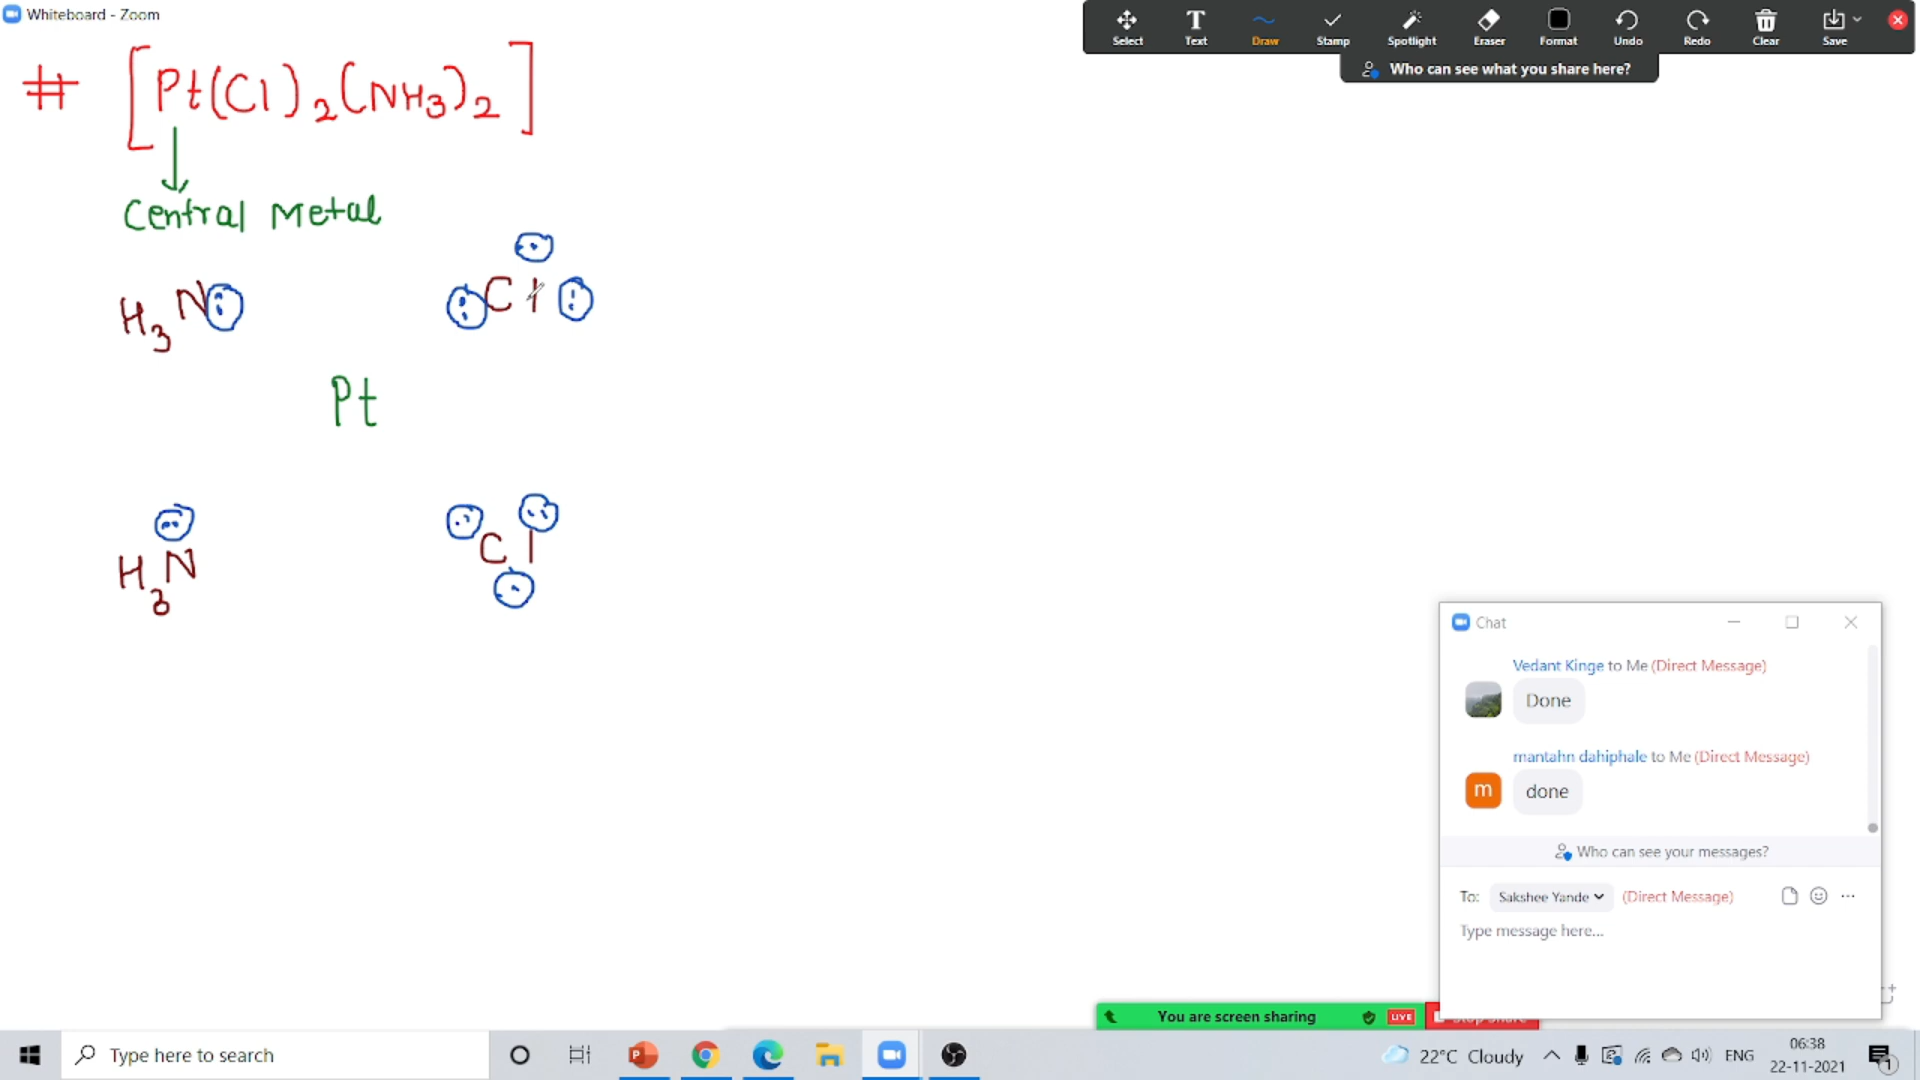 Whiteboard - Zoom
Select Text Draw Stamp Spotlight Eraser Format Undo Redo Clear Save
Who can see what you share here?
# [Pt(Cl)2(NH3)2]
Central Metal
H3N Cl
Pt
H3N Cl
Chat
Vedant Kinge to Me (Direct Message)
Done
mantahn dahiphale to Me (Direct Message)
m
done
Who can see your messages?
To: Sakshee Yande (Direct Message)
Type message here...
You are screen sharing LIVE
Type here to search
22°C Cloudy
ENG
06:38
22-11-2021
1